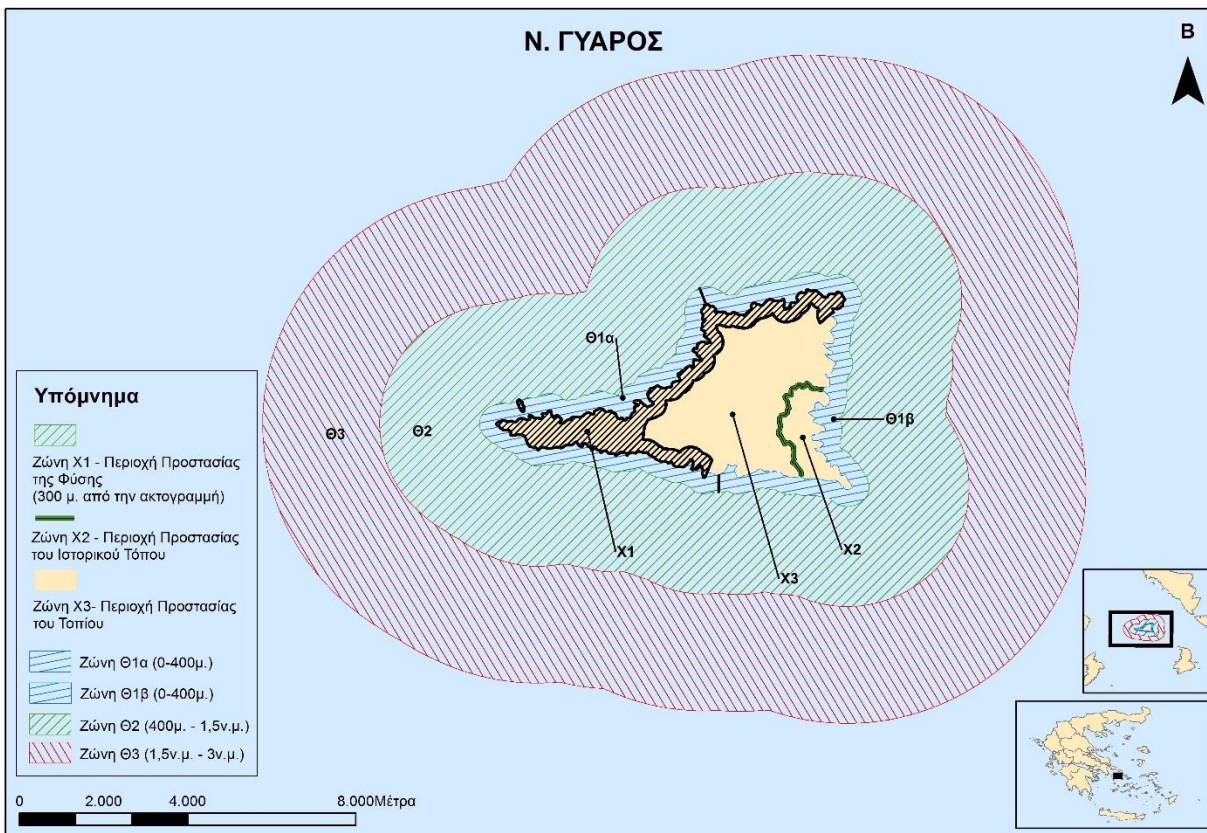 Ν. ΓΥΑΡΟΣ
Β
Θ1α
Θ3
Θ2
Θ1β
Χ1
Χ2
Χ3
Υπόμνημα
Ζώνη Χ1 - Περιοχή Προστασίας
της Φύσης
(300 μ. από την ακτογραμμή)
Ζώνη Χ2 - Περιοχή Προστασίας
του Ιστορικού Τόπου
Ζώνη Χ3- Περιοχή Προστασίας
του Τοπίου
Ζώνη Θ1α (0-400μ.)
Ζώνη Θ1β (0-400μ.)
Ζώνη Θ2 (400μ. - 1,5ν.μ.)
Ζώνη Θ3 (1,5ν.μ. - 3ν.μ.)
0 2.000 4.000 8.000Μέτρα